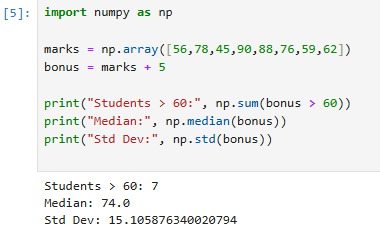 [5]: import numpy as np
marks = np.array([56,78,45,90,88,76,59,62])
bonus = marks + 5
print("Students > 60:", np.sum(bonus > 60))
print("Median:", np.median(bonus))
print("Std Dev:", np.std(bonus))
Students > 60: 7
Median: 74.0
Std Dev: 15.105876340020794